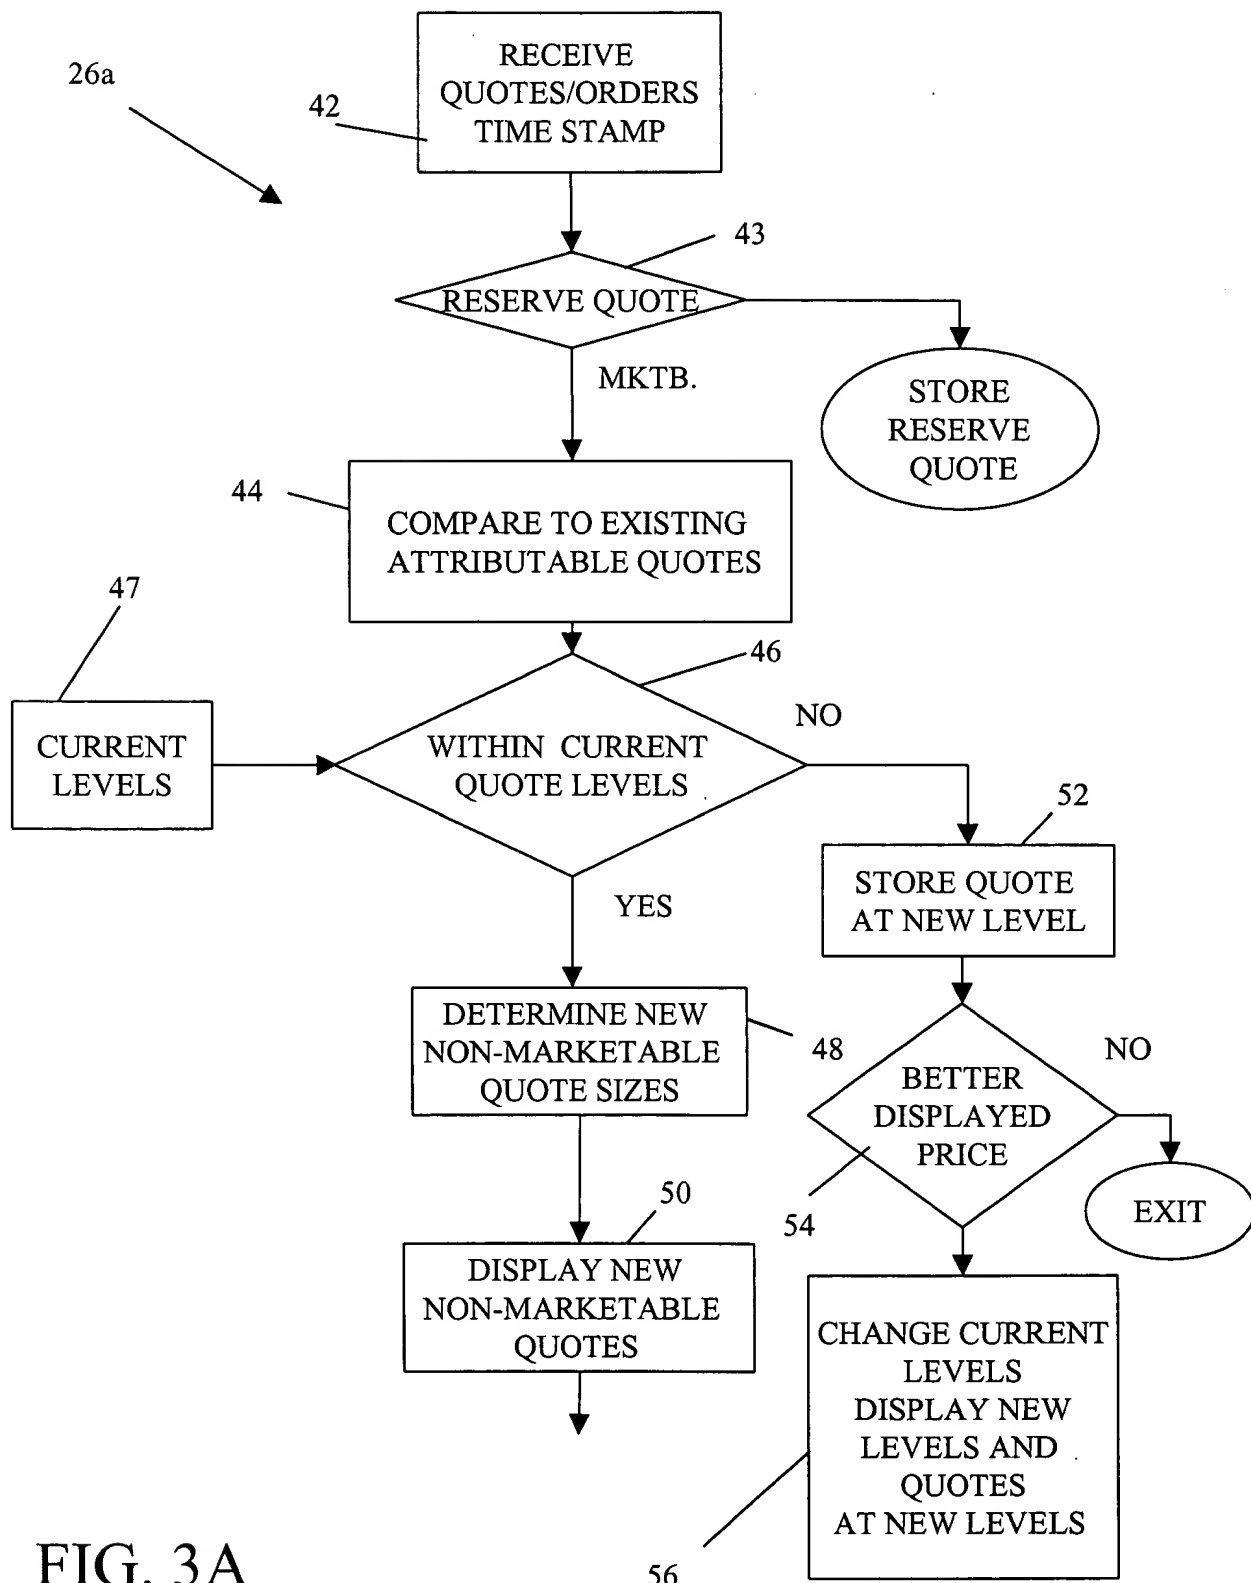 RECEIVE
QUOTES/ORDERS
TIME STAMP
26a
42
43
RESERVE QUOTE
MKTB.
STORE
RESERVE
QUOTE
44
COMPARE TO EXISTING
ATTRIBUTABLE QUOTES
47
46
CURRENT
LEVELS
WITHIN CURRENT
QUOTE LEVELS
NO
YES
52
STORE QUOTE
AT NEW LEVEL
DETERMINE NEW
NON-MARKETABLE
QUOTE SIZES
48
BETTER
DISPLAYED
PRICE
NO
54
EXIT
50
DISPLAY NEW
NON-MARKETABLE
QUOTES
CHANGE CURRENT
LEVELS
DISPLAY NEW
LEVELS AND
QUOTES
AT NEW LEVELS
56
FIG. 3A